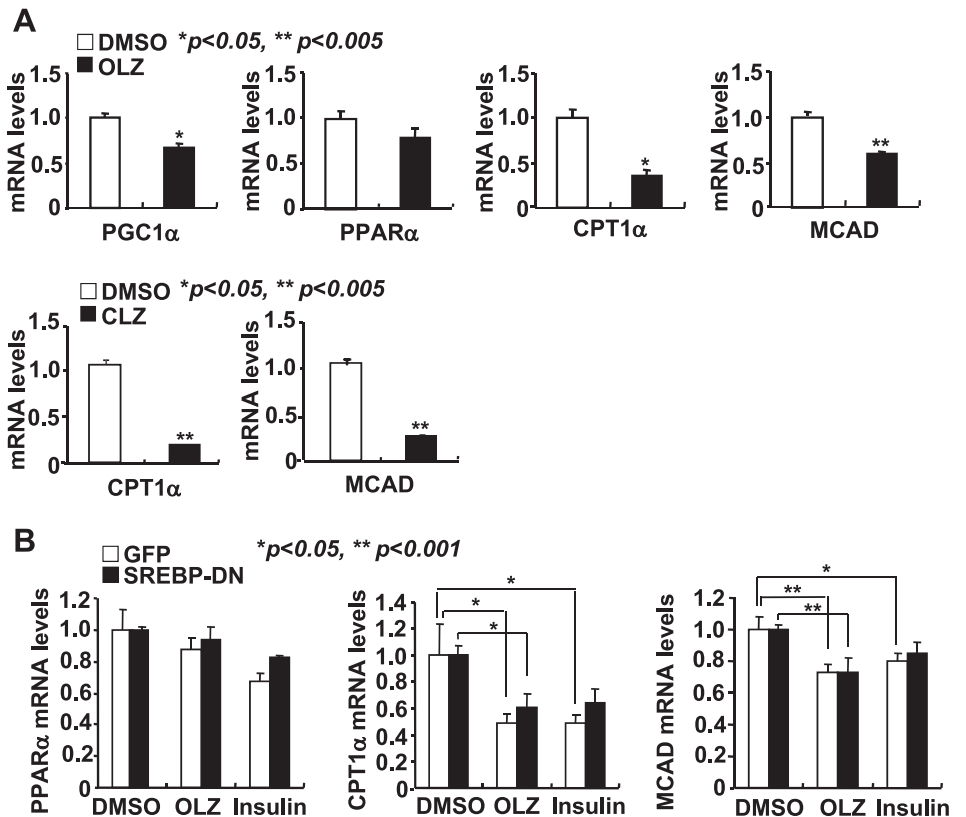 A
DMSO *p<0.05, ** p<0.005
OLZ
mRNA levels
1.5
1.0
0.5
0
*
PGC1α
1.5
1.0
0.5
0
PPARα
mRNA levels
1.5
1.0
0.5
0
*
CPT1α
mRNA levels
1.5
1.0
0.5
0
**
MCAD
DMSO *p<0.05, ** p<0.005
CLZ
mRNA levels
1.5
1.0
0.5
0
**
CPT1α
mRNA levels
1.5
1.0
0.5
0
**
MCAD
B
GFP *p<0.05, ** p<0.001
SREBP-DN
PPARα mRNA levels
1.2
1.0
0.8
0.6
0.4
0.2
0
DMSO OLZ Insulin
CPT1α mRNA levels
1.4
1.2
1.0
0.8
0.6
0.4
0.2
0
*
*
*
DMSO OLZ Insulin
MCAD mRNA levels
1.2
1.0
0.8
0.6
0.4
0.2
0
*
**
**
DMSO OLZ Insulin